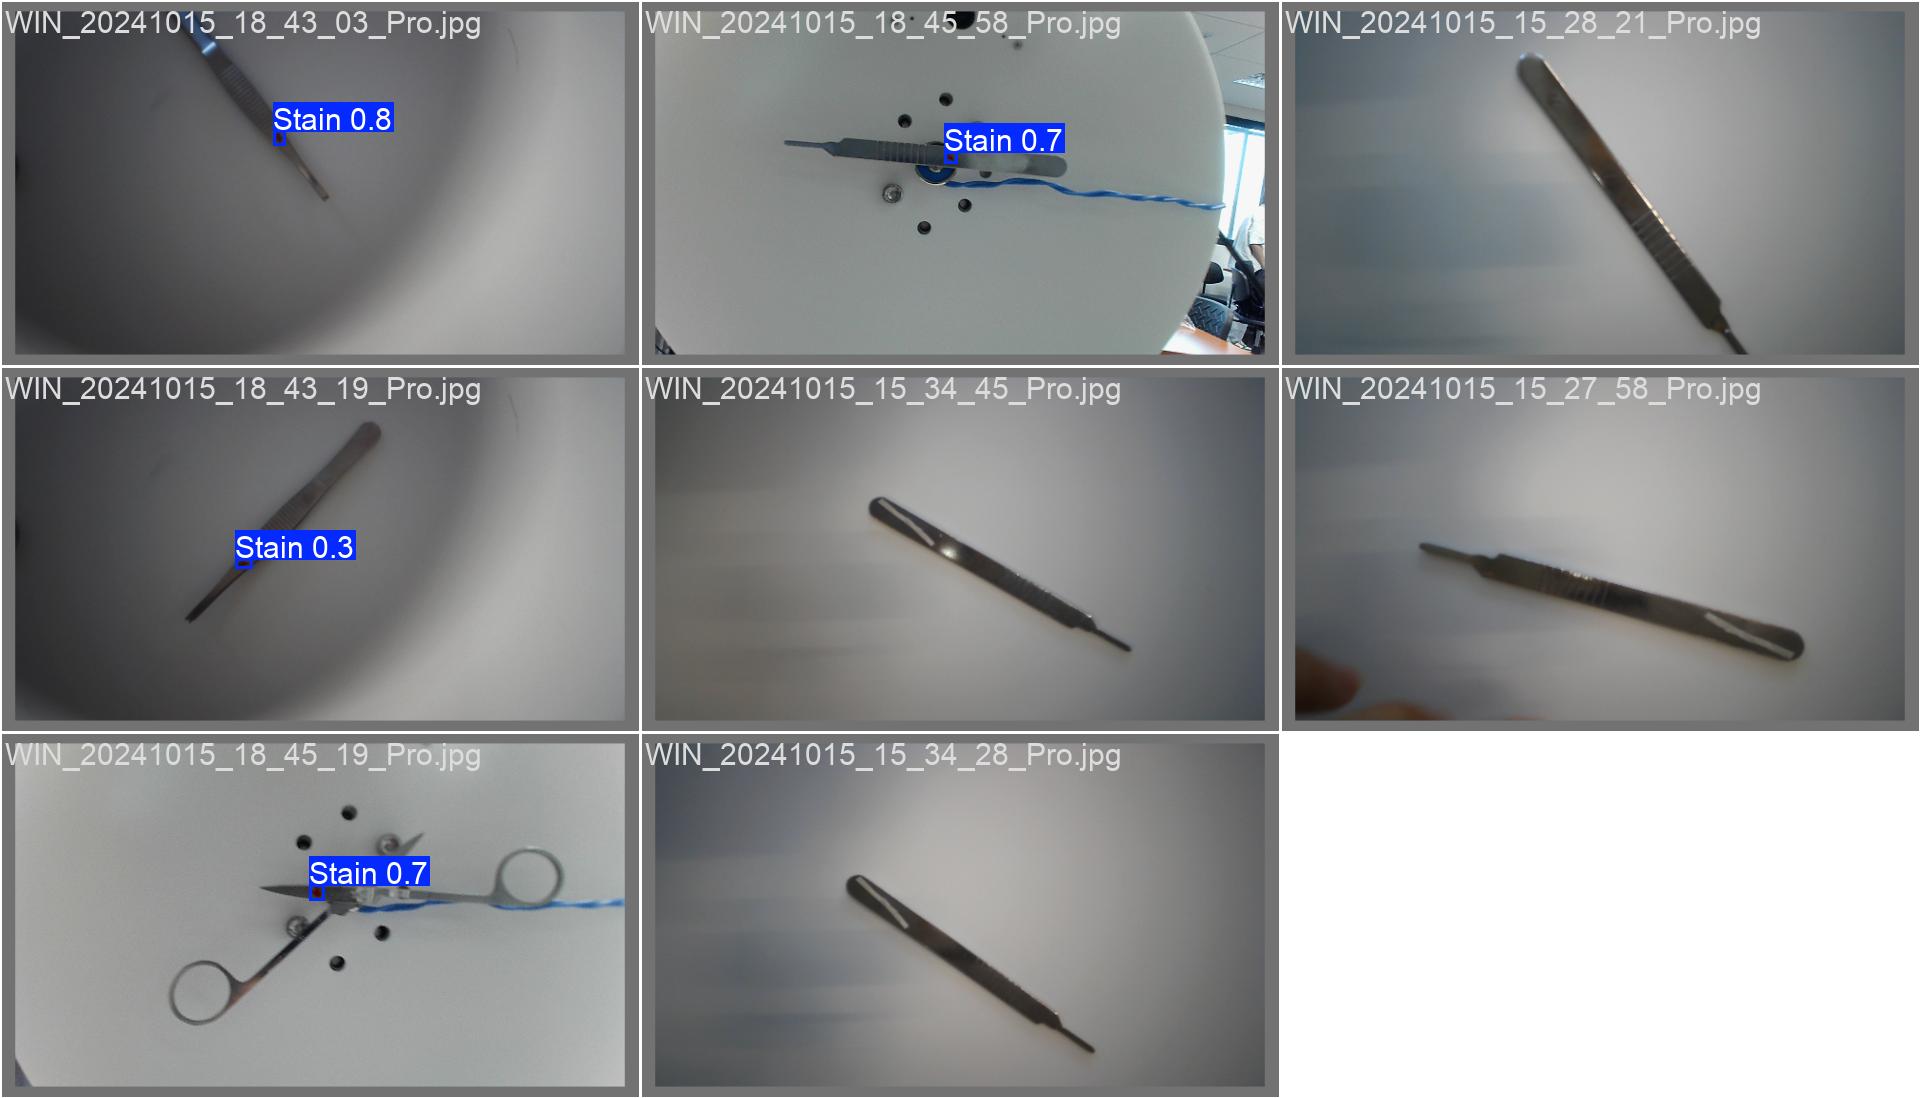 WIN_20241015_18_43_03_Pro.jpg
Stain 0.8
WIN_20241015_18_45_58_Pro.jpg
Stain 0.7
WIN_20241015_15_28_21_Pro.jpg
WIN_20241015_18_43_19_Pro.jpg
Stain 0.3
WIN_20241015_15_34_45_Pro.jpg
WIN_20241015_15_27_58_Pro.jpg
WIN_20241015_18_45_19_Pro.jpg
Stain 0.7
WIN_20241015_15_34_28_Pro.jpg